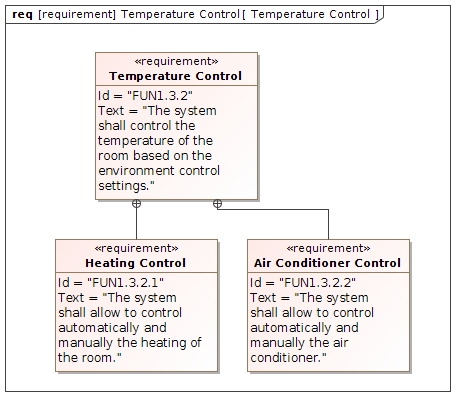 req [requirement] Temperature Control[ Temperature Control ]
«requirement»
Temperature Control
Id = "FUN1.3.2"
Text = "The system
shall control the
temperature of the
room based on the
environment control
settings."
«requirement»
Heating Control
Id = "FUN1.3.2.1"
Text = "The system
shall allow to control
automatically and
manually the heating of
the room."
«requirement»
Air Conditioner Control
Id = "FUN1.3.2.2"
Text = "The system
shall allow to control
automatically and
manually the air
conditioner."